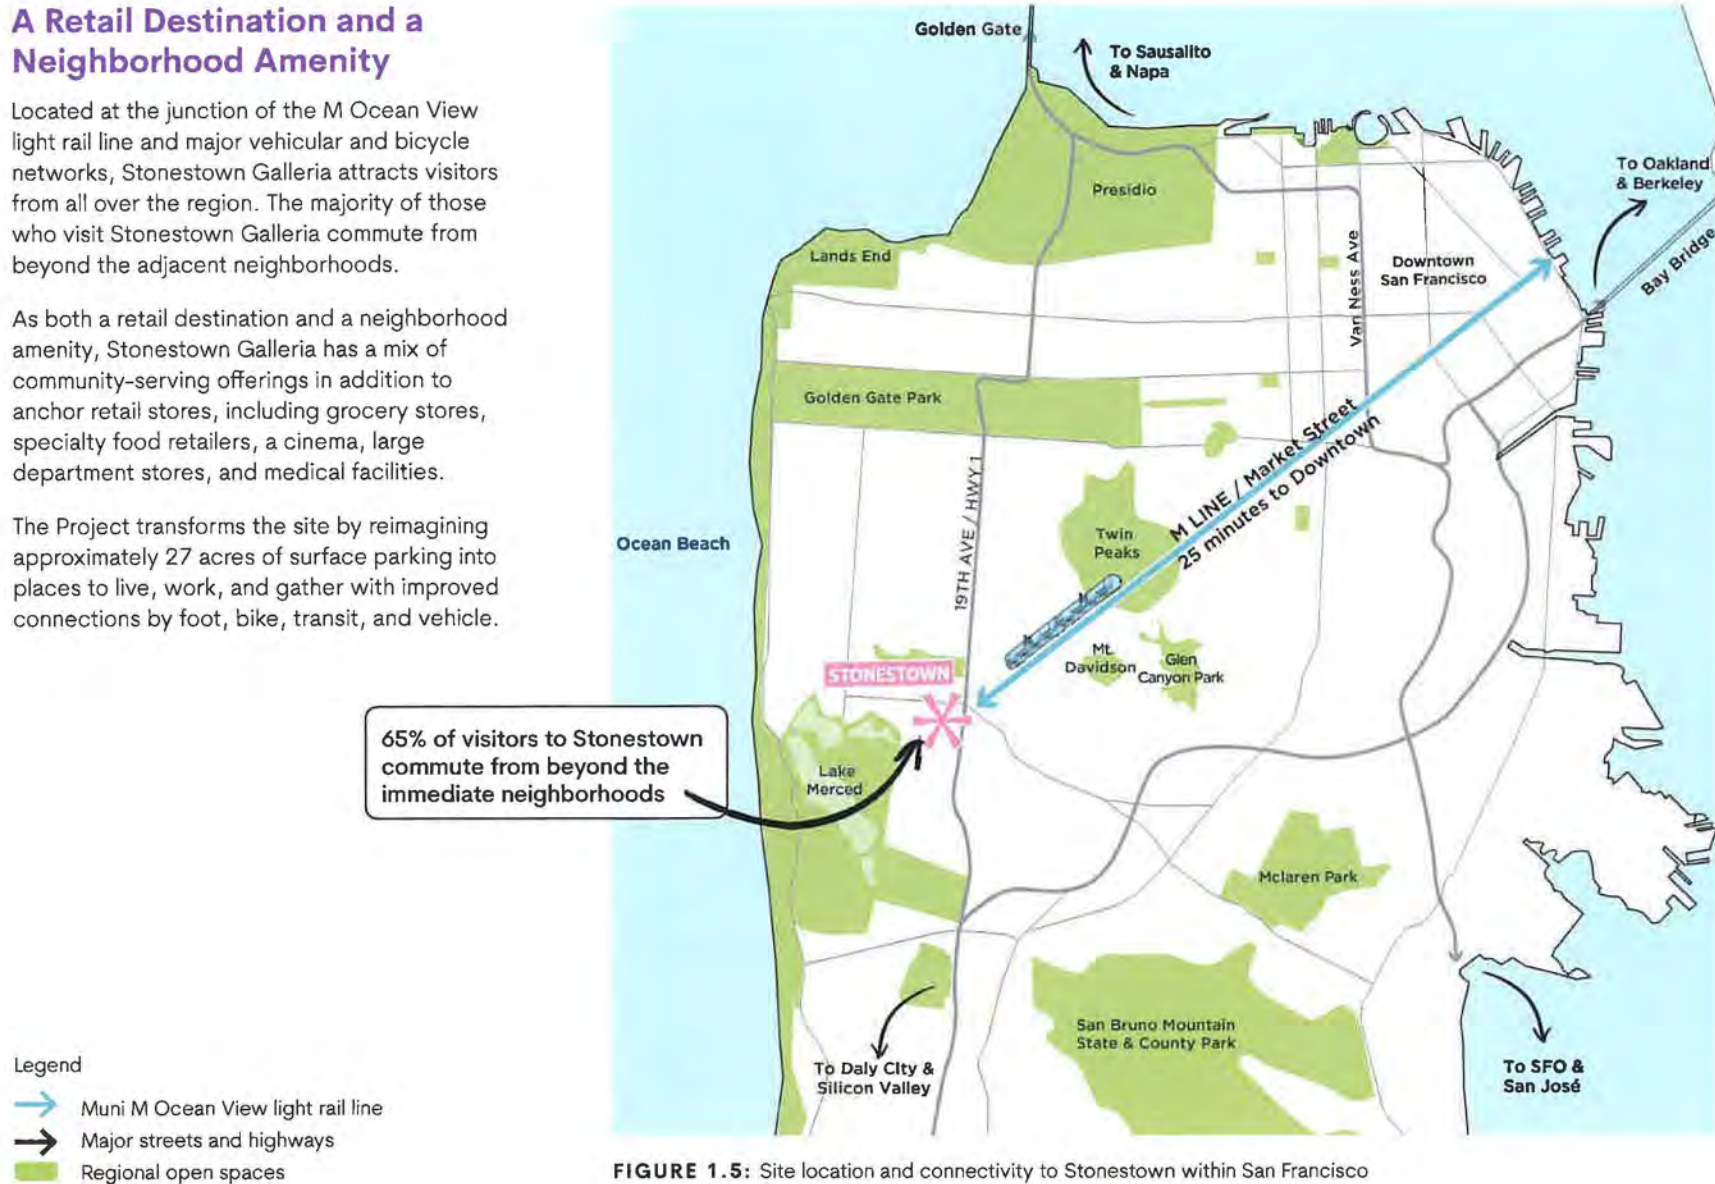 A Retail Destination and a
Neighborhood Amenity
Located at the junction of the M Ocean View
light rail line and major vehicular and bicycle
networks, Stonestown Galleria attracts visitors
from all over the region. The majority of those
who visit Stonestown Galleria commute from
beyond the adjacent neighborhoods.
As both a retail destination and a neighborhood
amenity, Stonestown Galleria has a mix of
community-serving offerings in addition to
anchor retail stores, including grocery stores,
specialty food retailers, a cinema, large
department stores, and medical facilities.
The Project transforms the site by reimagining
approximately 27 acres of surface parking into
places to live, work, and gather with improved
connections by foot, bike, transit, and vehicle.
65% of visitors to Stonestown
commute from beyond the
immediate neighborhoods
Legend
Muni M Ocean View light rail line
Major streets and highways
Regional open spaces
Golden Gate
To Sausalito
& Napa
Presidio
To Oakland
& Berkeley
Lands End
Van Ness Ave
Downtown
San Francisco
Bay Bridge
Golden Gate Park
M LINE / Market Street
25 minutes to Downtown
19TH AVE / HWY 1
Ocean Beach
Twin
Peaks
Mt.
Davidson
Glen
Canyon Park
STONESTOWN
Lake
Merced
Mclaren Park
San Bruno Mountain
State & County Park
To Daly City &
Silicon Valley
To SFO &
San José
FIGURE 1.5: Site location and connectivity to Stonestown within San Francisco